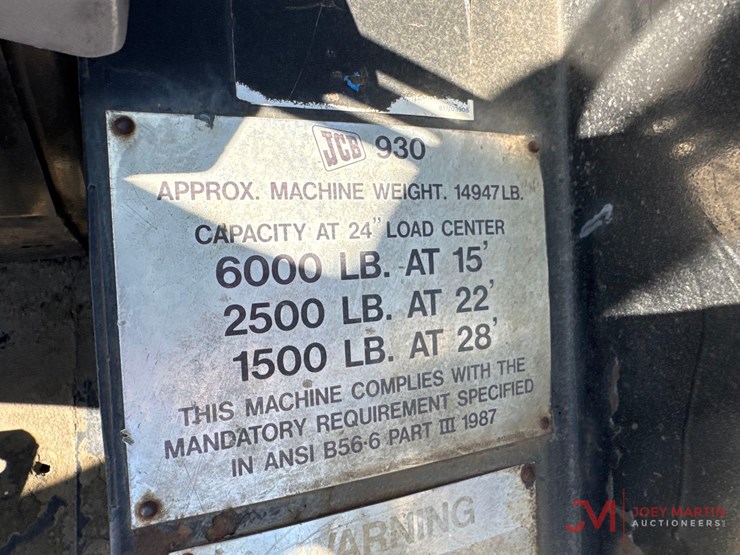 JCB 930
APPROX. MACHINE WEIGHT. 14947 LB.
CAPACITY AT 24" LOAD CENTER
6000 LB. AT 15'
2500 LB. AT 22'
1500 LB. AT 28'
THIS MACHINE COMPLIES WITH THE
MANDATORY REQUIREMENT SPECIFIED
IN ANSI B56·6 PART III 1987
WARNING
JM JOEY MARTIN
AUCTIONEERS